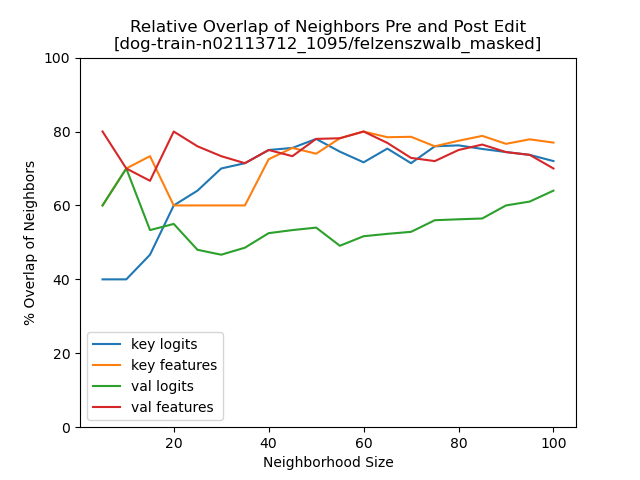 Relative Overlap of Neighbors Pre and Post Edit
[dog-train-n02113712_1095/felzenszwalb_masked]
100
80
60
40
20
0
% Overlap of Neighbors
key logits
key features
val logits
val features
20 40 60 80 100
Neighborhood Size